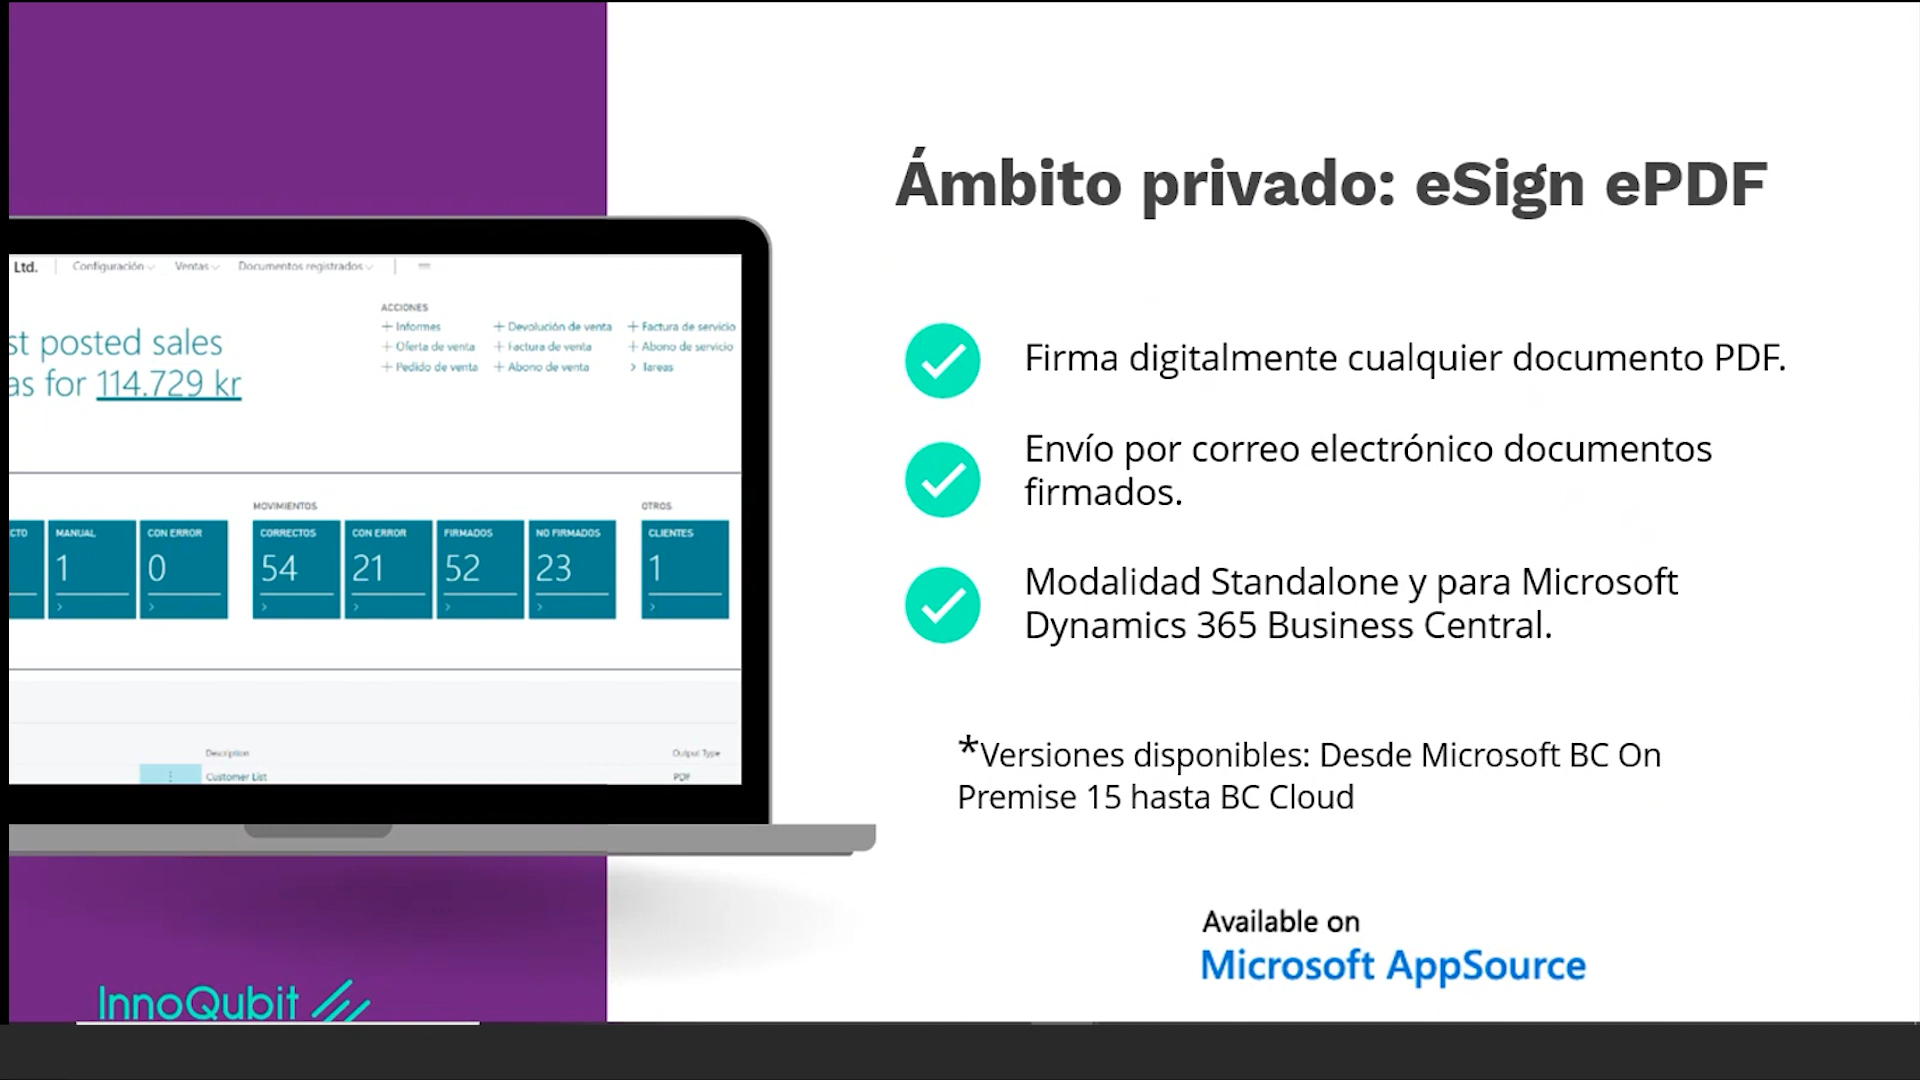 Ámbito privado: eSign ePDF
Firma digitalmente cualquier documento PDF.
Envío por correo electrónico documentos
firmados.
Modalidad Standalone y para Microsoft
Dynamics 365 Business Central.
*Versiones disponibles: Desde Microsoft BC On
Premise 15 hasta BC Cloud
Available on
Microsoft AppSource
Ltd. Configuración Ventas Documentos registrados
ACCIONES
+ Informes + Devolución de venta + Factura de servicio
+ Oferta de venta + Factura de venta + Abono de servicio
+ Pedido de venta + Abono de venta > Tareas
st posted sales
as for 114.729 kr
MOVIMIENTOS OTROS
CTO MANUAL CON ERROR CORRECTOS CON ERROR FIRMADOS NO FIRMADOS CLIENTES
1 0 54 21 52 23 1
Description Output Type
Customer List PDF
InnoQubit